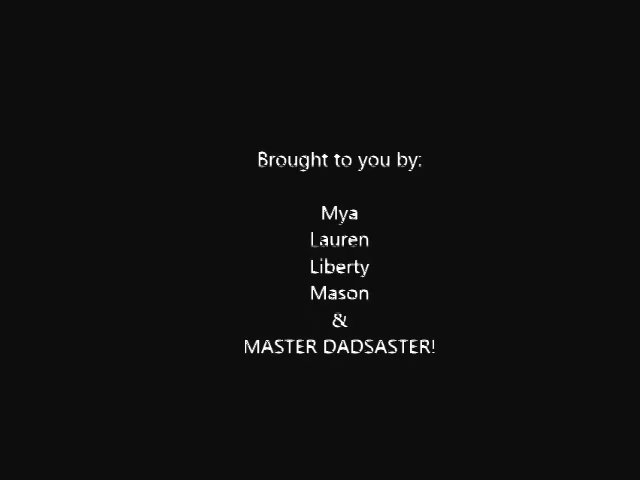 Brought to you by:
Mya
Lauren
Liberty
Mason
&
MASTER DADSASTER!